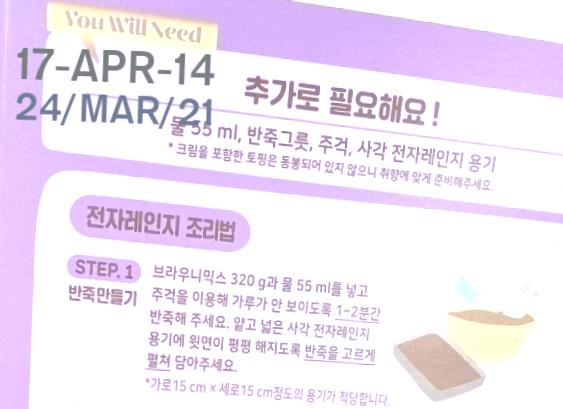 You Will Need
17-APR-14
24/MAR/21
추가로 필요해요!
물 55 ml, 반죽그릇, 주걱, 사각 전자레인지 용기
* 크림을 포함한 토핑은 동봉되어 있지 않으니 취향에 맞게 준비해주세요.
전자레인지 조리법
STEP. 1
반죽만들기
브라우니믹스 320 g과 물 55 ml를 넣고
주걱을 이용해 가루가 안 보이도록 1~2분간
반죽해 주세요. 얇고 넓은 사각 전자레인지
용기에 윗면이 평평 해지도록 반죽을 고르게
펼쳐 담아주세요.
*가로15 cm × 세로15 cm정도의 용기가 적당합니다.